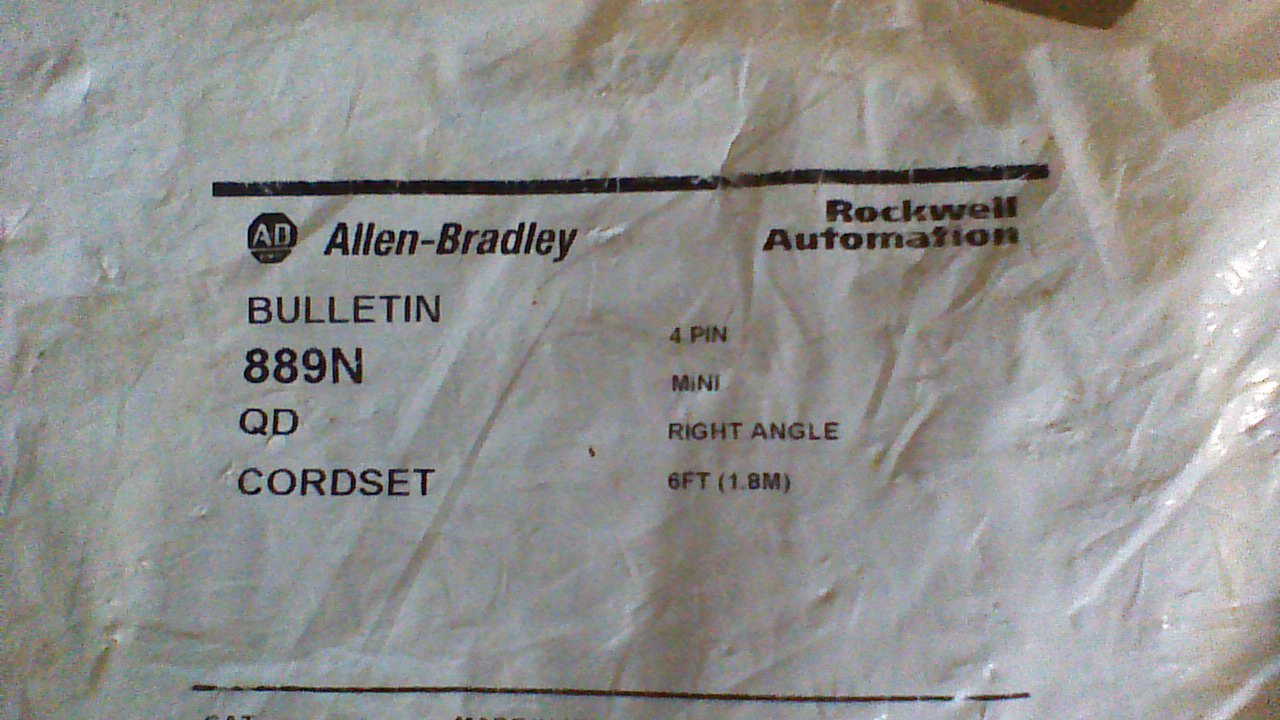 AB Allen-Bradley
Rockwell
Automation
BULLETIN
889N
QD
CORDSET
4 PIN
MINI
RIGHT ANGLE
6FT (1.8M)